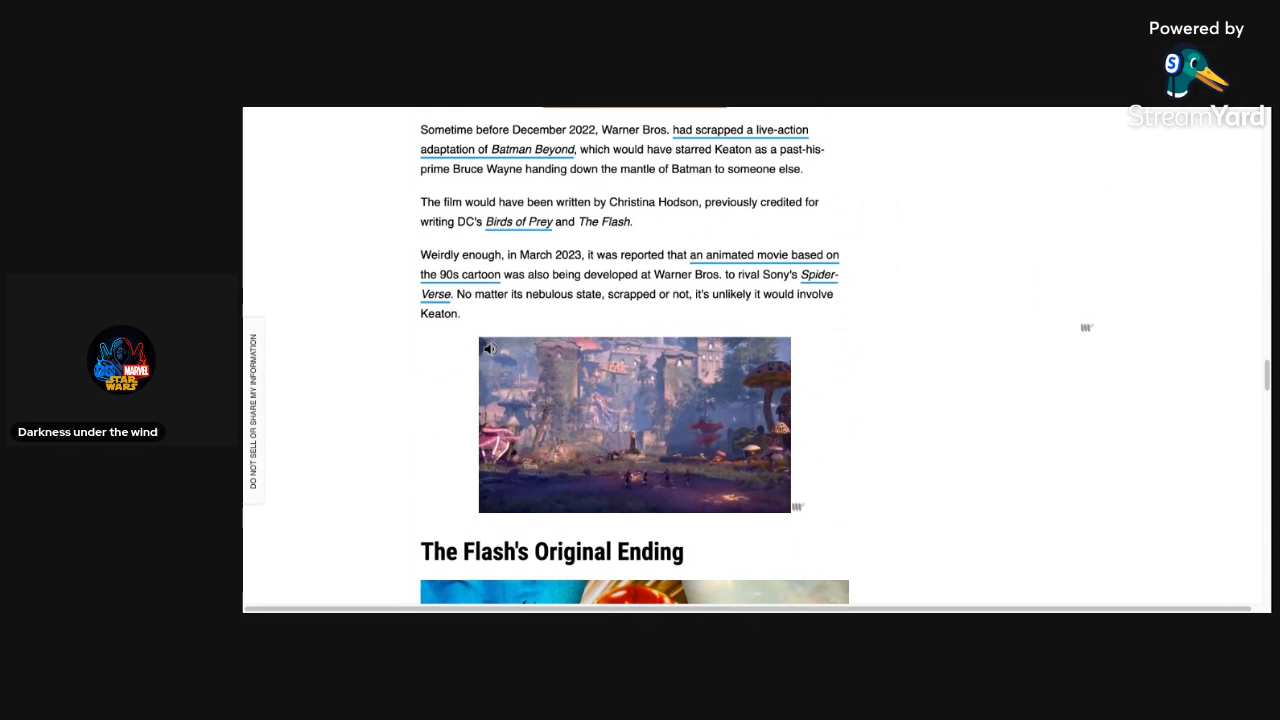 Powered by
S
StreamYard
Sometime before December 2022, Warner Bros. had scrapped a live-action
adaptation of Batman Beyond, which would have starred Keaton as a past-his-
prime Bruce Wayne handing down the mantle of Batman to someone else.
The film would have been written by Christina Hodson, previously credited for
writing DC's Birds of Prey and The Flash.
Weirdly enough, in March 2023, it was reported that an animated movie based on
the 90s cartoon was also being developed at Warner Bros. to rival Sony's Spider-
Verse. No matter its nebulous state, scrapped or not, it's unlikely it would involve
Keaton.
DO NOT SELL OR SHARE MY INFORMATION
MARVEL
STAR
WARS
Darkness under the wind
The Flash's Original Ending